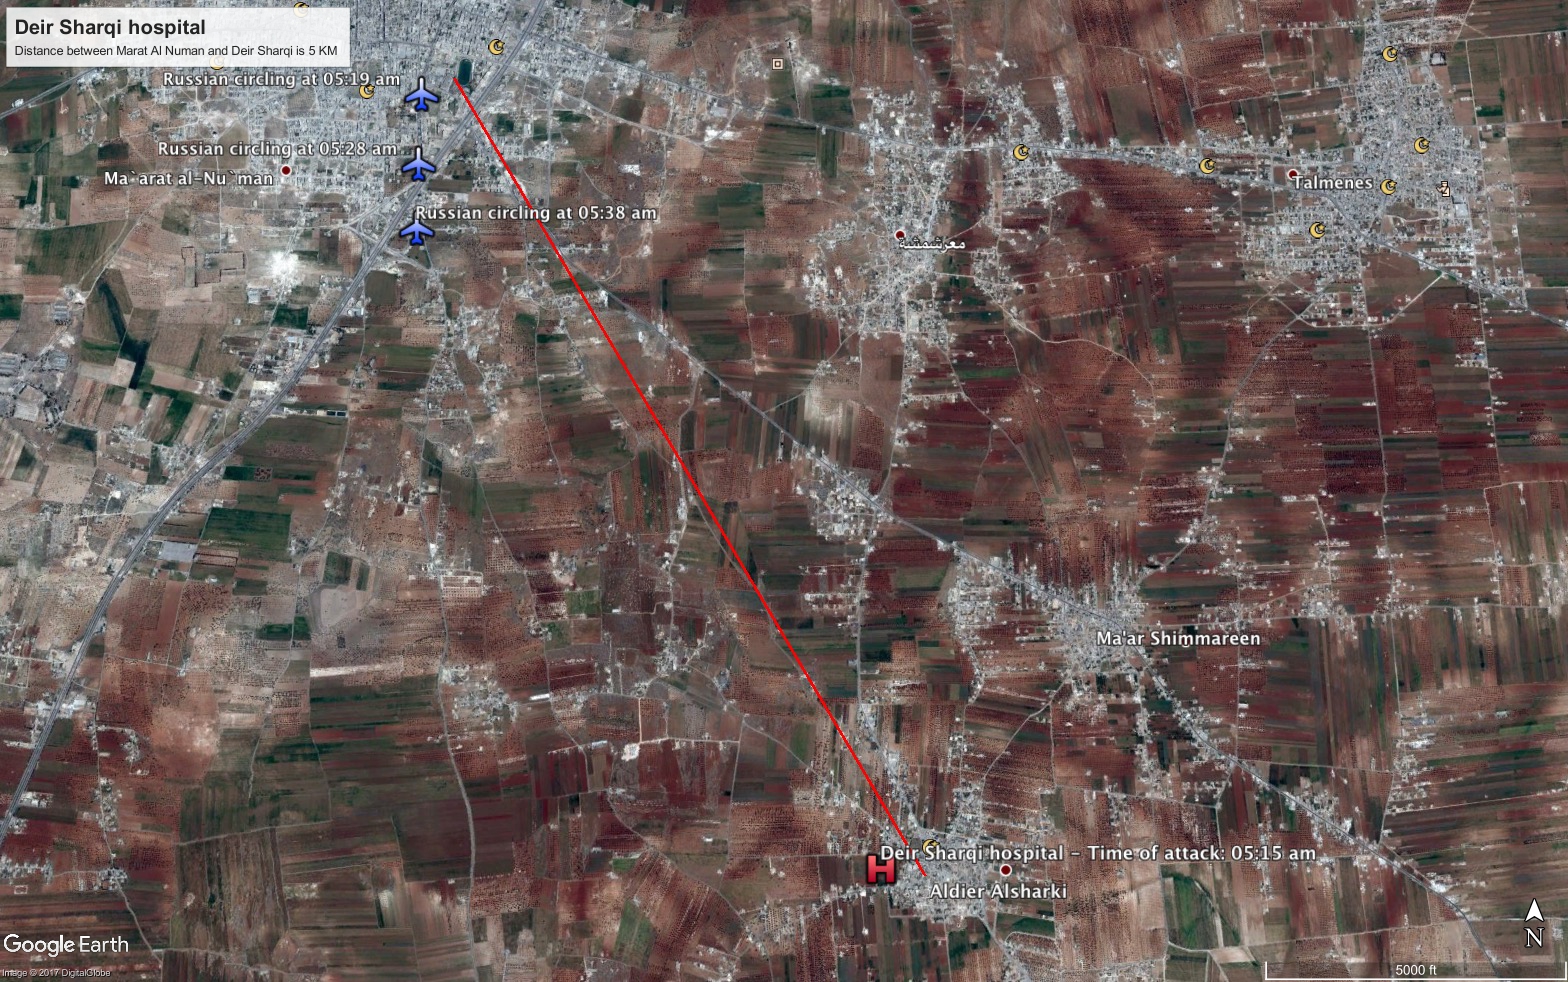 Deir Sharqi hospital
Distance between Marat Al Numan and Deir Sharqi is 5 KM
Russian circling at 05:19 am
Russian circling at 05:28 am
Ma`arat al-Nu`man
Russian circling at 05:38 am
Talmenes
معرشمشة
Ma'ar Shimmareen
Deir Sharqi hospital - Time of attack: 05:15 am
H
Aldier Alsharki
Google Earth
N
Image © 2017 DigitalGlobe
5000 ft